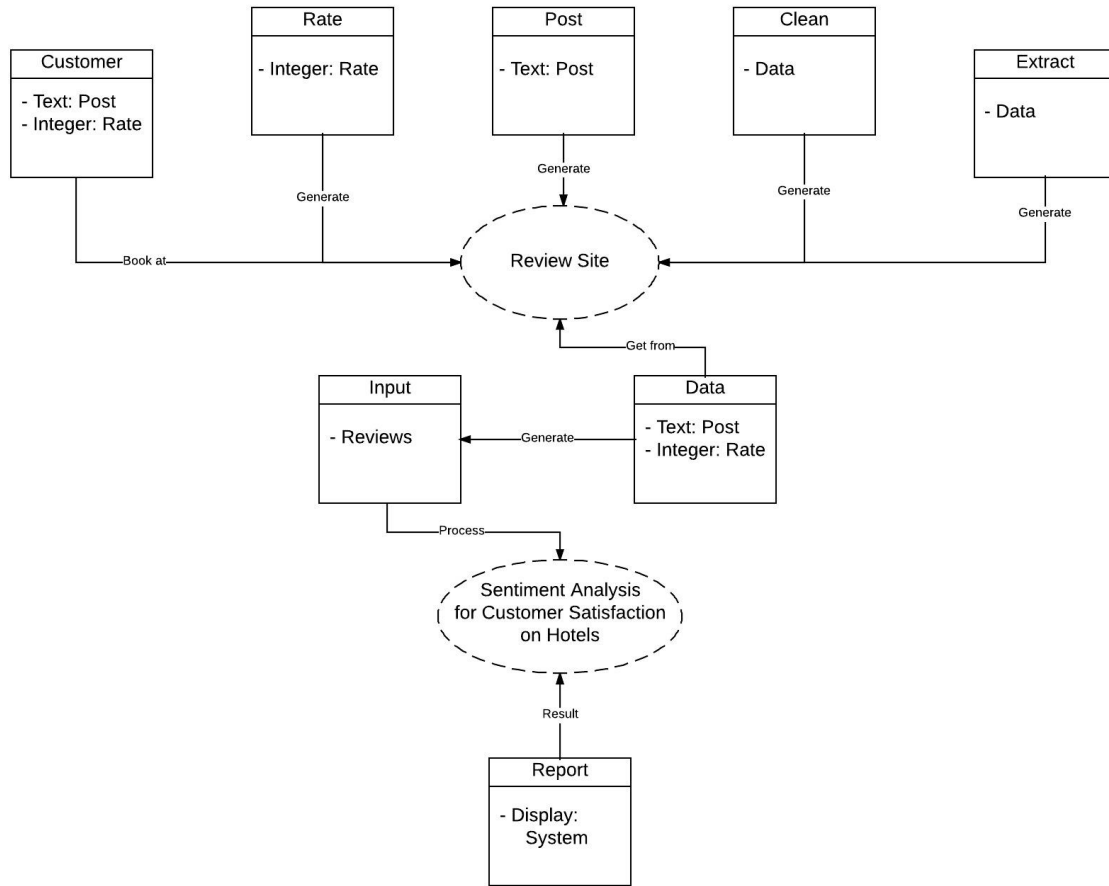 Customer
- Text: Post
- Integer: Rate
Rate
- Integer: Rate
Post
- Text: Post
Clean
- Data
Extract
- Data
Generate
Generate
Generate
Generate
Book at
Review Site
Get from
Input
- Reviews
Generate
Data
- Text: Post
- Integer: Rate
Process
Sentiment Analysis
for Customer Satisfaction
on Hotels
Result
Report
- Display:
System